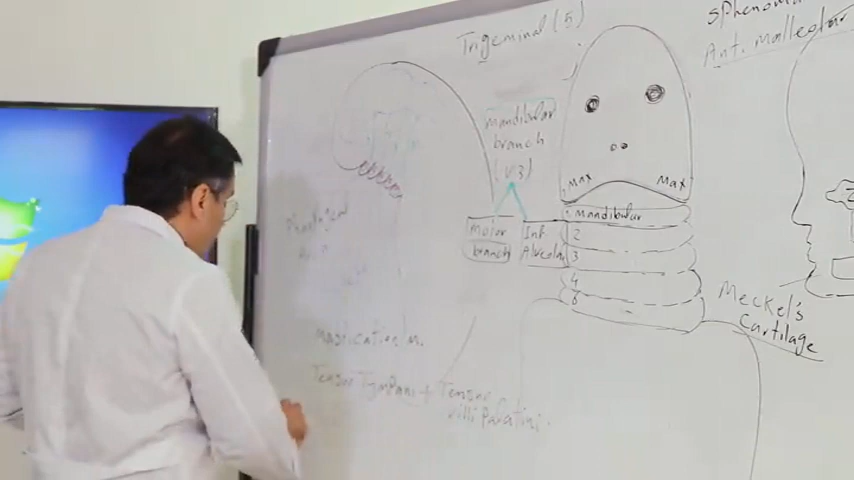 Trigeminal (5)
Sphenoma
Ant. malleolar
Mandibular
branch
(V3)
Max
Max
1 Mandibular
2
3
4
6
Motor
branch
Inf.
Alveolar
Meckel's
Cartilage
Mastication M.
Tensor Tympani + Tensor
villi Palatini